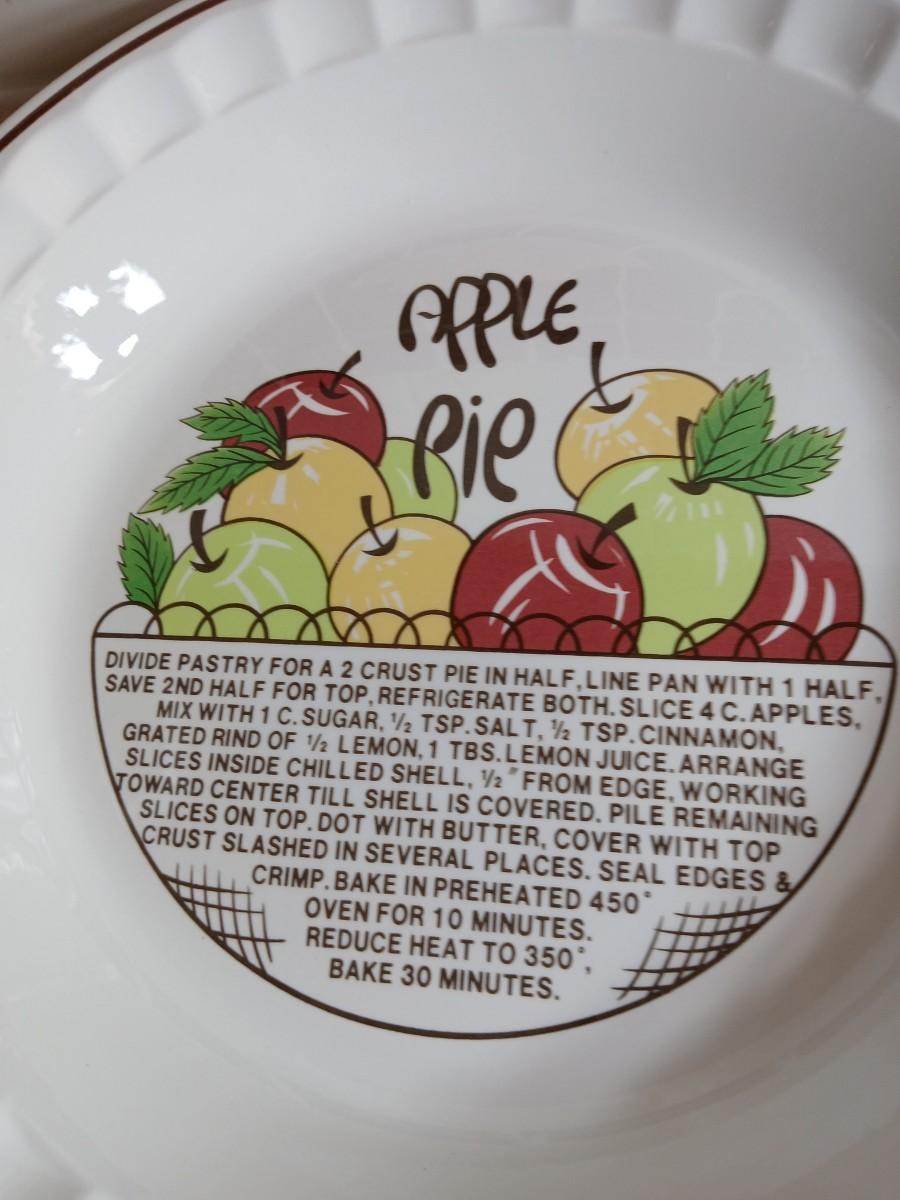 APPLE
Pie
DIVIDE PASTRY FOR A 2 CRUST PIE IN HALF, LINE PAN WITH 1 HALF,
SAVE 2ND HALF FOR TOP, REFRIGERATE BOTH. SLICE 4 C. APPLES,
MIX WITH 1 C. SUGAR, ½ TSP. SALT, ½ TSP. CINNAMON,
GRATED RIND OF ½ LEMON, 1 TBS. LEMON JUICE. ARRANGE
SLICES INSIDE CHILLED SHELL, ½" FROM EDGE, WORKING
TOWARD CENTER TILL SHELL IS COVERED. PILE REMAINING
SLICES ON TOP. DOT WITH BUTTER, COVER WITH TOP
CRUST SLASHED IN SEVERAL PLACES. SEAL EDGES &
CRIMP. BAKE IN PREHEATED 450°
OVEN FOR 10 MINUTES.
REDUCE HEAT TO 350°,
BAKE 30 MINUTES.